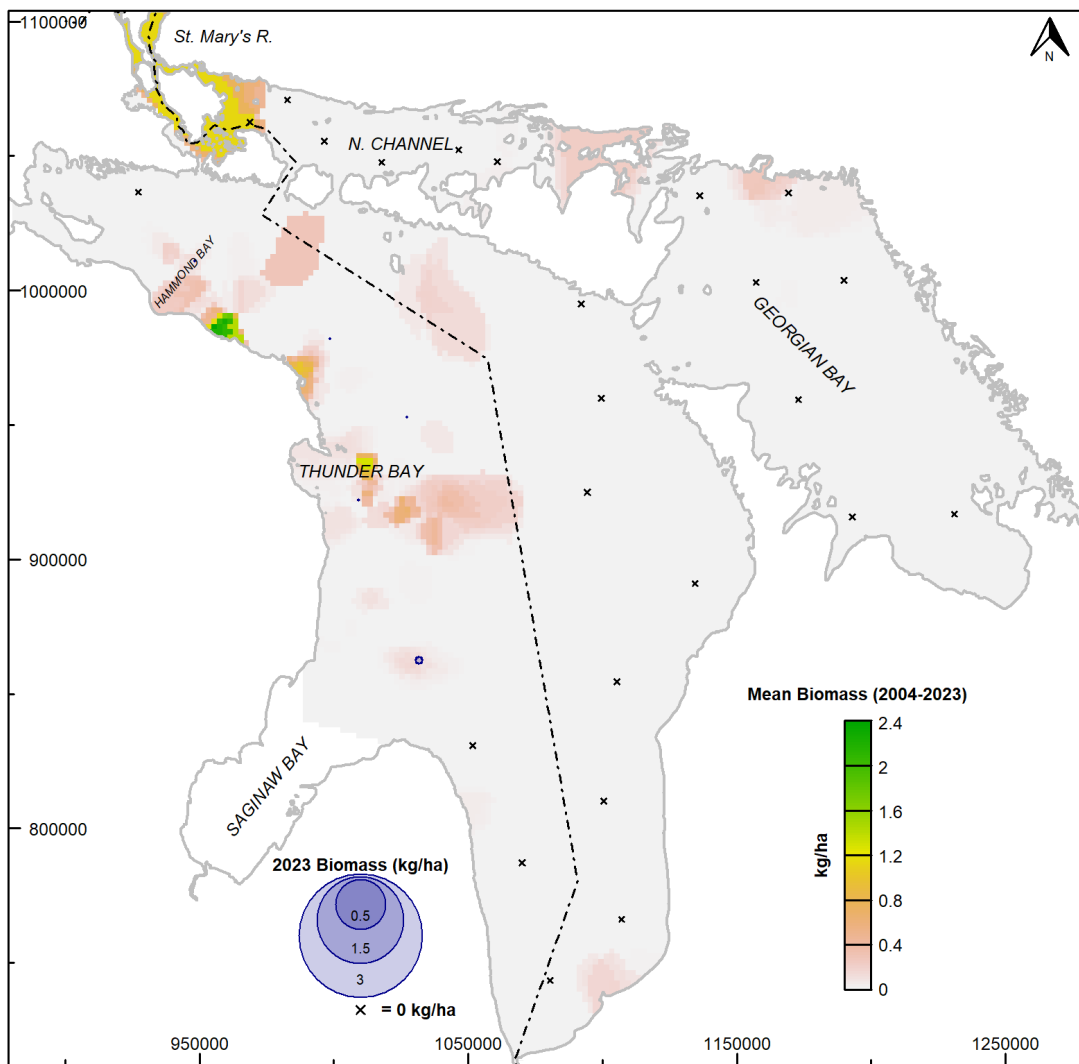 1100000
St. Mary's R.
N
N. CHANNEL
HAMMOND BAY
1000000
GEORGIAN BAY
THUNDER BAY
900000
Mean Biomass (2004-2023)
2.4
2
1.6
1.2
0.8
0.4
0
kg/ha
SAGINAW BAY
800000
2023 Biomass (kg/ha)
0.5
1.5
3
× = 0 kg/ha
950000
1050000
1150000
1250000